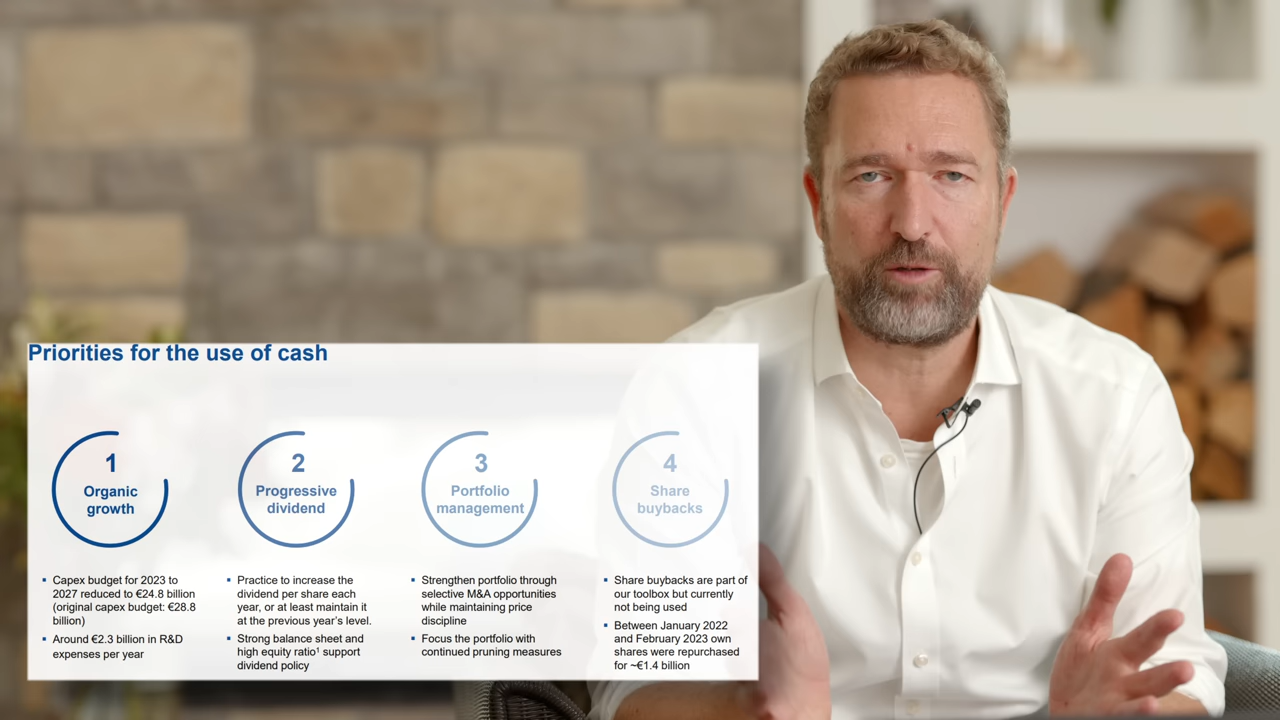 Priorities for the use of cash
1
Organic
growth
Capex budget for 2023 to
2027 reduced to €24.8 billion
(original capex budget: €28.8
billion)
Around €2.3 billion in R&D
expenses per year
2
Progressive
dividend
Practice to increase the
dividend per share each
year, or at least maintain it
at the previous year’s level.
Strong balance sheet and
high equity ratio¹ support
dividend policy
3
Portfolio
management
Strengthen portfolio through
selective M&A opportunities
while maintaining price
discipline
Focus the portfolio with
continued pruning measures
4
Share
buybacks
Share buybacks are part of
our toolbox but currently
not being used
Between January 2022
and February 2023 own
shares were repurchased
for ~€1.4 billion